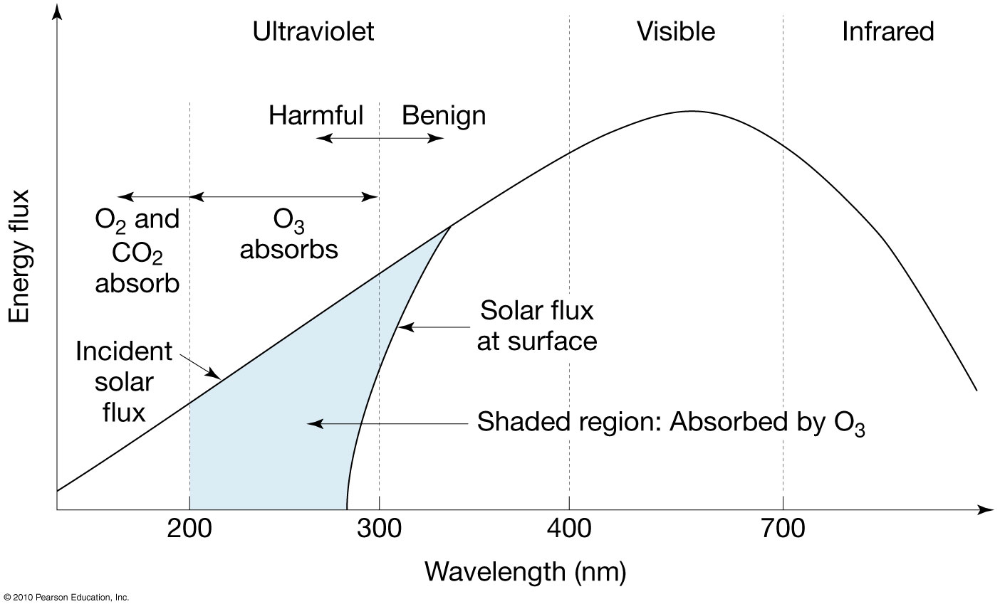 Ultraviolet
Visible
Infrared
Harmful
Benign
O₂ and
CO₂
absorb
O₃
absorbs
Energy flux
Solar flux
at surface
Incident
solar
flux
Shaded region: Absorbed by O₃
200
300
400
700
Wavelength (nm)
© 2010 Pearson Education, Inc.